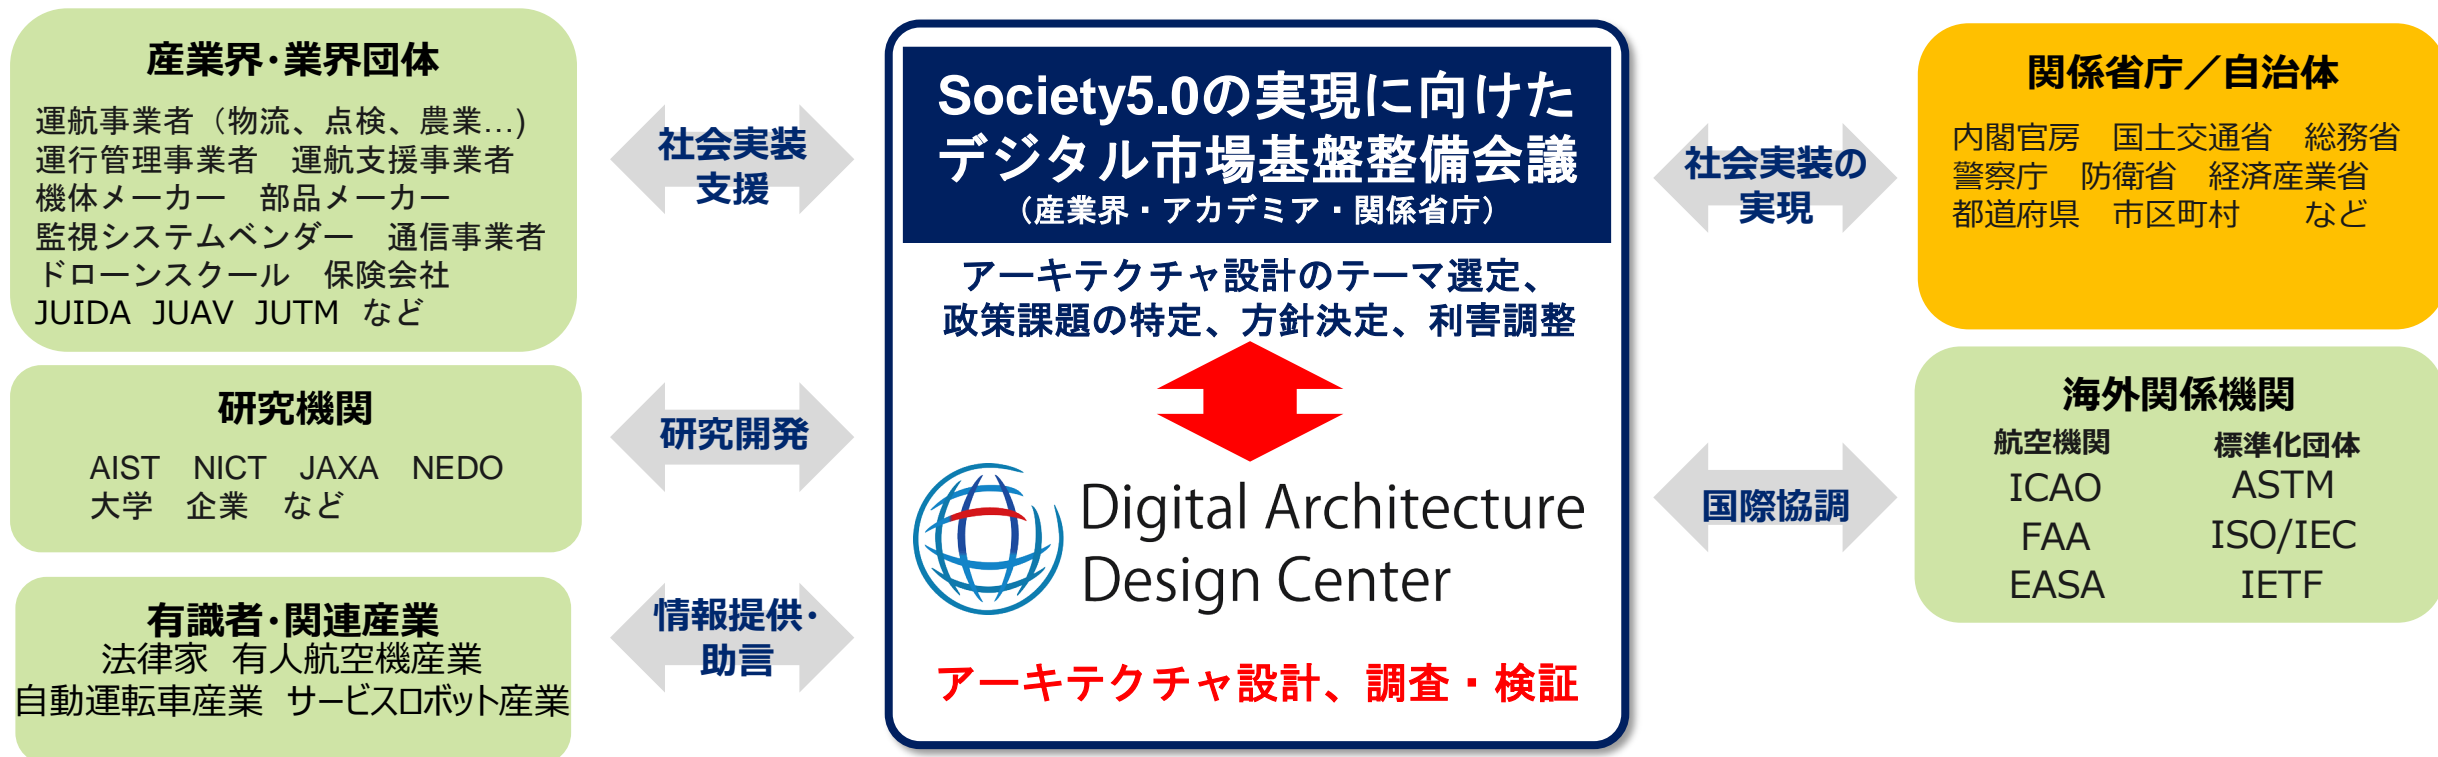 産業界･業界団体
運航事業者（物流、点検、農業…)
運行管理事業者　運航支援事業者
機体メーカー　部品メーカー
監視システムベンダー　通信事業者
ドローンスクール　保険会社
JUIDA　JUAV　JUTM　など
研究機関
AIST　NICT　JAXA　NEDO
大学　企業　など
有識者･関連産業
法律家　有人航空機産業
自動運転車産業　サービスロボット産業
社会実装
支援
研究開発
情報提供･
助言
Society5.0の実現に向けた
デジタル市場基盤整備会議
（産業界・アカデミア・関係省庁）
アーキテクチャ設計のテーマ選定、
政策課題の特定、方針決定、利害調整
Digital Architecture
Design Center
アーキテクチャ設計、調査・検証
社会実装の
実現
国際協調
関係省庁／自治体
内閣官房　国土交通省　総務省
警察庁　防衛省　経済産業省
都道府県　市区町村　　など
海外関係機関
航空機関　標準化団体
ICAO　ASTM
FAA　ISO/IEC
EASA　IETF